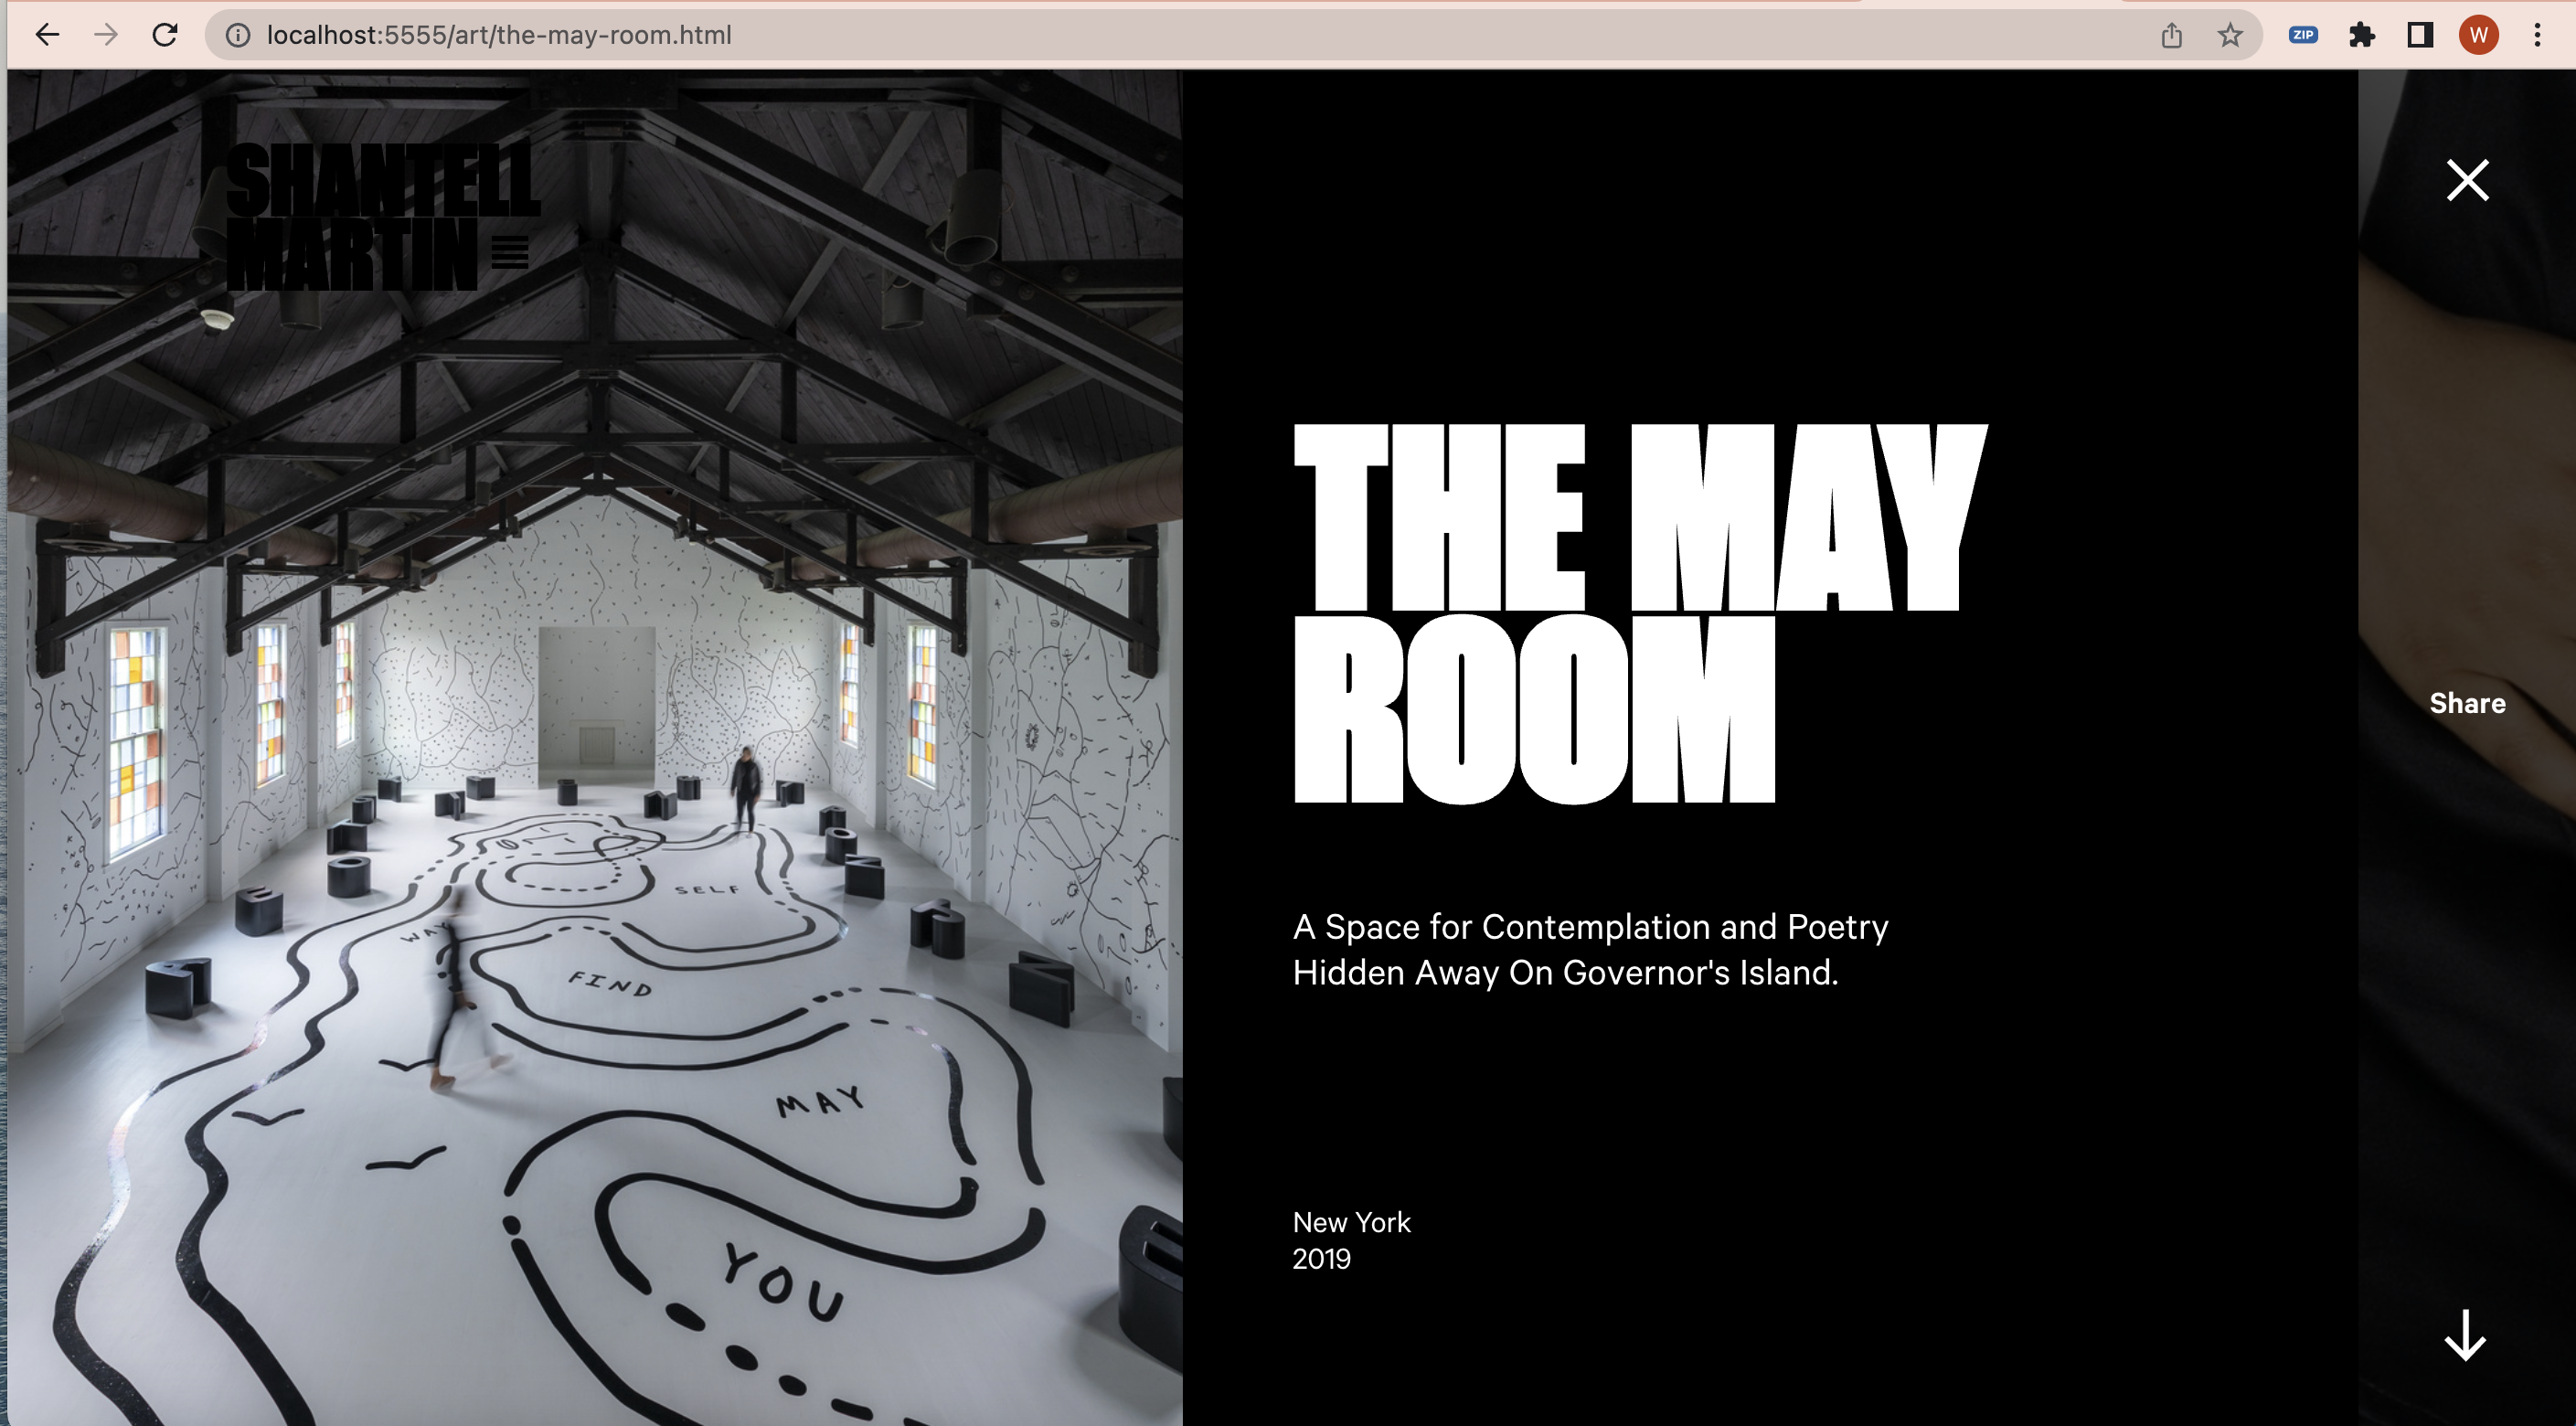 localhost:5555/art/the-may-room.html
ZIP
W
SHANTELL
MARTIN
THE MAY
ROOM
A Space for Contemplation and Poetry
Hidden Away On Governor's Island.
New York
2019
Share
SELF
WAY
FIND
MAY
YOU